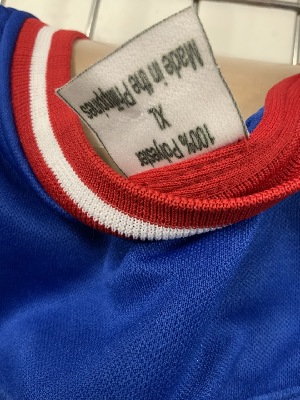 100% Polyester
XL
Made in the Philippines